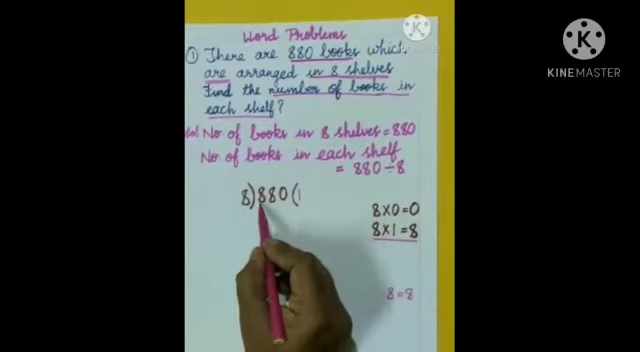 Word Problems
① There are 880 books which
are arranged in 8 shelves
Find the number of books in
each shelf?
Sol No. of books in 8 shelves = 880
No. of books in each shelf
= 880 ÷ 8
8)880(1
8 X 0 = 0
8 X 1 = 8
8 = 8
K
KINEMASTER
K
KINEMASTER